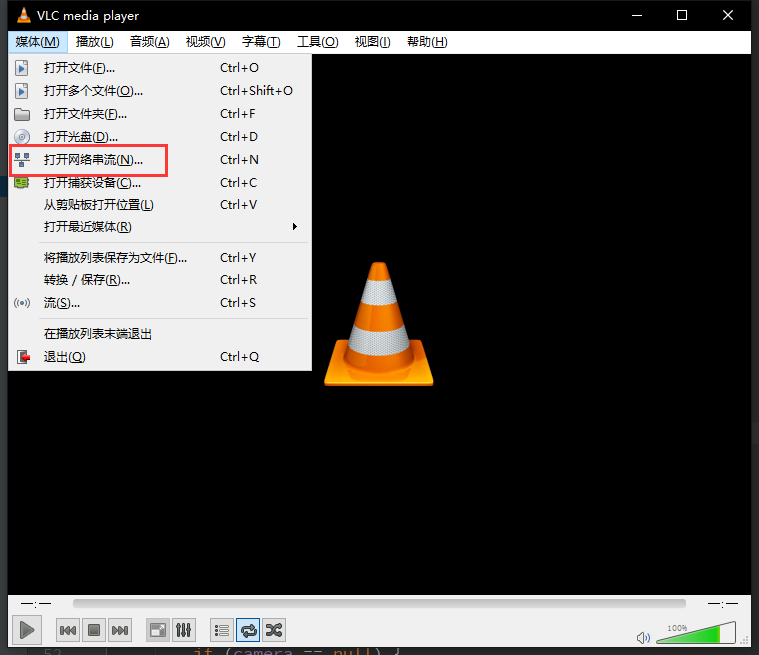 VLC media player
媒体(M) 播放(L) 音频(A) 视频(V) 字幕(T) 工具(O) 视图(I) 帮助(H)
打开文件(F)... Ctrl+O
打开多个文件(O)... Ctrl+Shift+O
打开文件夹(F)... Ctrl+F
打开光盘(D)... Ctrl+D
打开网络串流(N)... Ctrl+N
打开捕获设备(C)... Ctrl+C
从剪贴板打开位置(L) Ctrl+V
打开最近媒体(R)
将播放列表保存为文件(F)... Ctrl+Y
转换 / 保存(R)... Ctrl+R
流(S)... Ctrl+S
在播放列表末端退出
退出(Q) Ctrl+Q
--:-- --:--
100%
52 if (camera == null) {